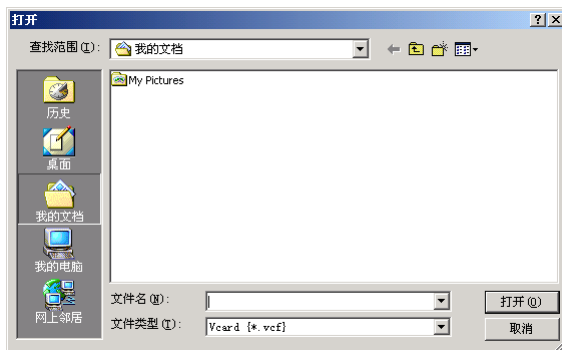 打开
查找范围(I):
我的文档
My Pictures
历史
桌面
我的文档
我的电脑
网上邻居
文件名(N):
打开(O)
文件类型(T):
Vcard {*.vcf}
取消